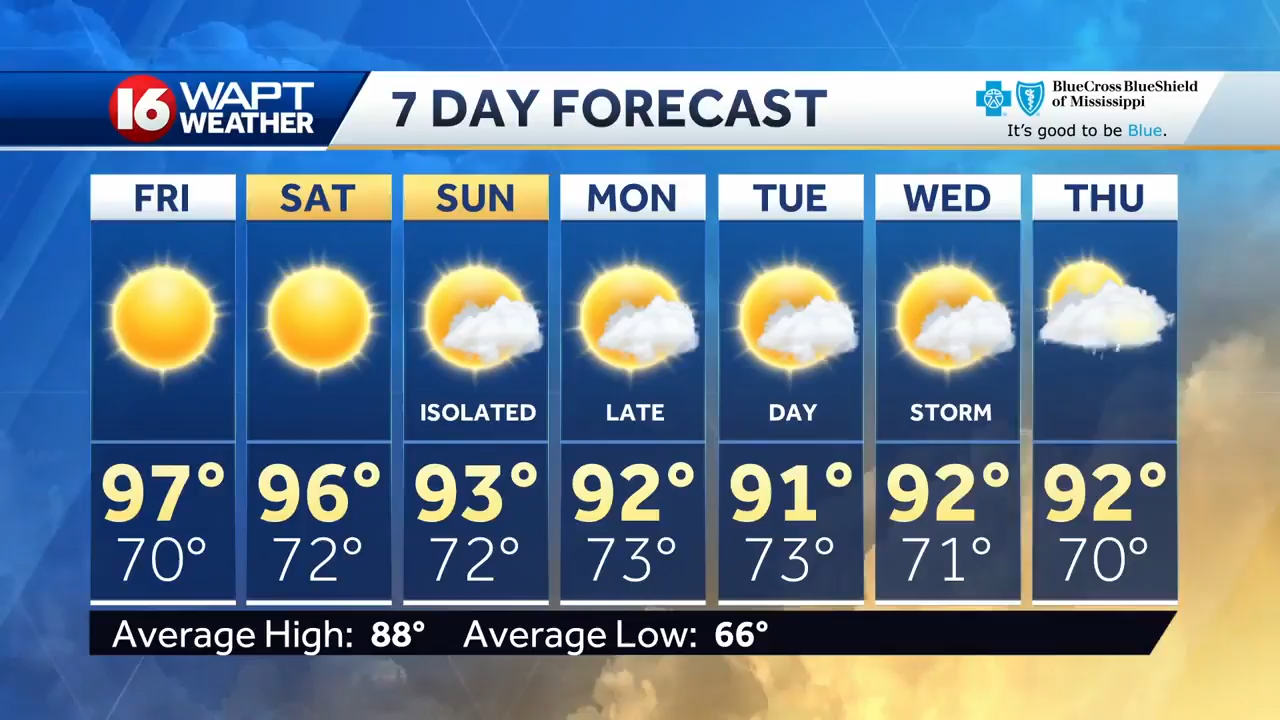 16 WAPT WEATHER
7 DAY FORECAST
BlueCross BlueShield
of Mississippi
It's good to be Blue.
FRI SAT SUN MON TUE WED THU
ISOLATED LATE DAY STORM
97° 96° 93° 92° 91° 92° 92°
70° 72° 72° 73° 73° 71° 70°
Average High: 88° Average Low: 66°